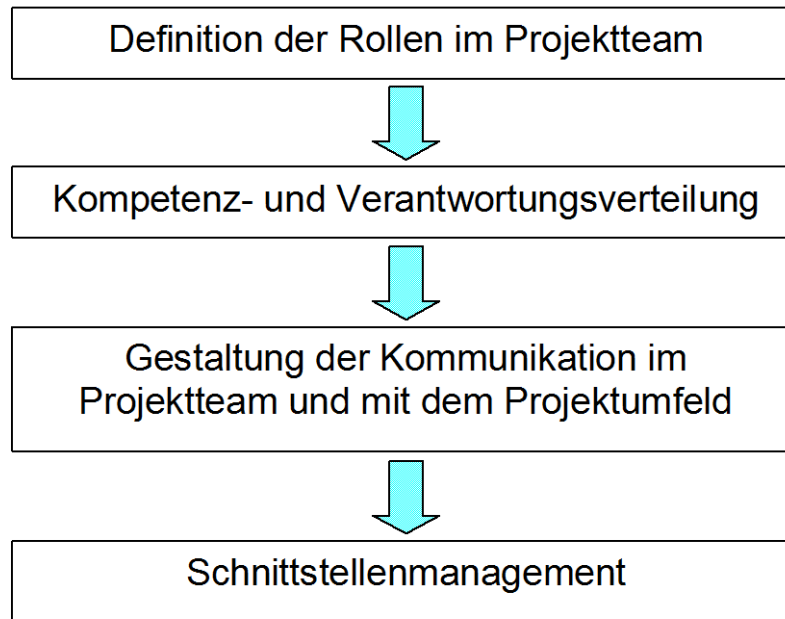 Definition der Rollen im Projektteam
Kompetenz- und Verantwortungsverteilung
Gestaltung der Kommunikation im
Projektteam und mit dem Projektumfeld
Schnittstellenmanagement